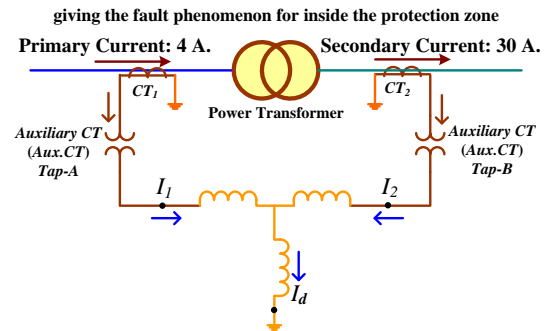 giving the fault phenomenon for inside the protection zone
Primary Current: 4 A.
Secondary Current: 30 A.
CT1
CT2
Power Transformer
Auxiliary CT
(Aux.CT)
Tap-A
Auxiliary CT
(Aux.CT)
Tap-B
I1
I2
Id